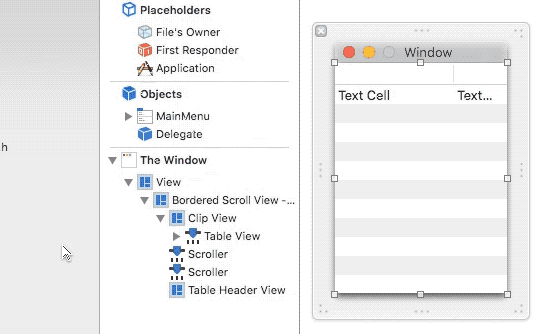 Placeholders
File's Owner
First Responder
Application
Objects
MainMenu
Delegate
The Window
View
Bordered Scroll View -...
Clip View
Table View
Scroller
Scroller
Table Header View
h
Window
Text Cell
Text...